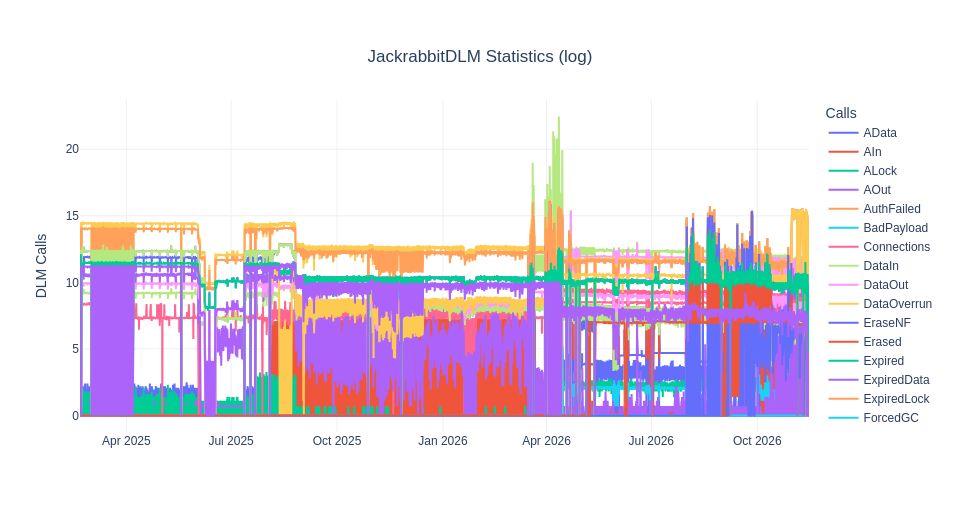 JackrabbitDLM Statistics (log)
Calls
AData
AIn
ALock
AOut
AuthFailed
BadPayload
Connections
DataIn
DataOut
DataOverrun
EraseNF
Erased
Expired
ExpiredData
ExpiredLock
ForcedGC
DLM Calls
20
15
10
5
0
Apr 2025
Jul 2025
Oct 2025
Jan 2026
Apr 2026
Jul 2026
Oct 2026